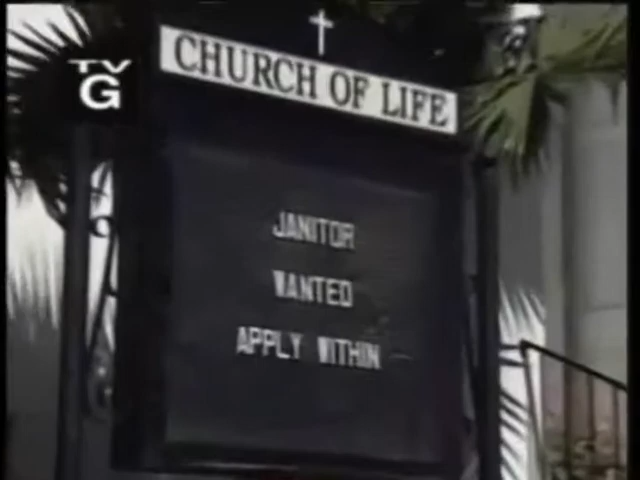 TV
G
CHURCH OF LIFE
JANITOR
WANTED
APPLY WITHIN